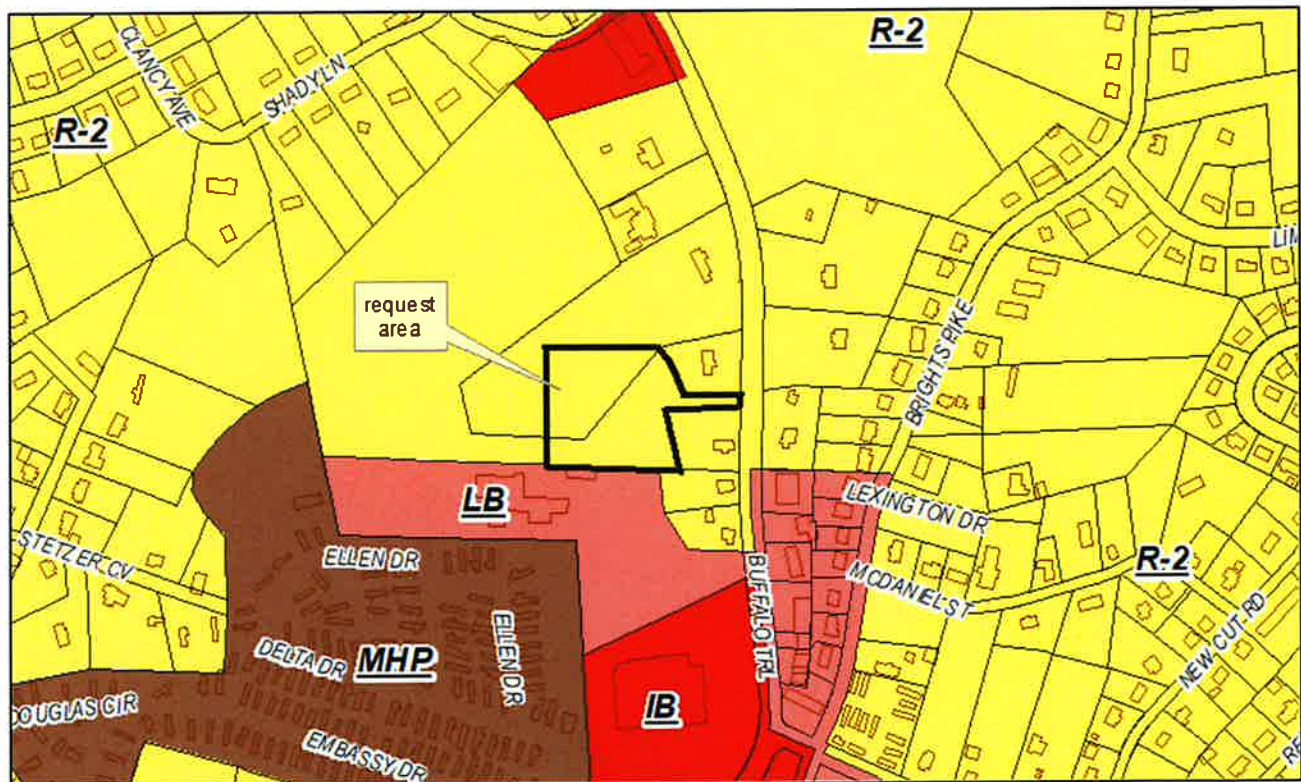 R-2
CLANCY AVE
SHADY LN
R-2
request
area
BRIGHTS PIKE
LIM
LB
LEXINGTON DR
STETZER CV
ELLEN DR
MCDANIEL ST
R-2
BUFFALO TRL
ELLEN DR
NEW CUT RD
DELTA DR
MHP
DOUGLAS CIR
IB
EMBASSY DR